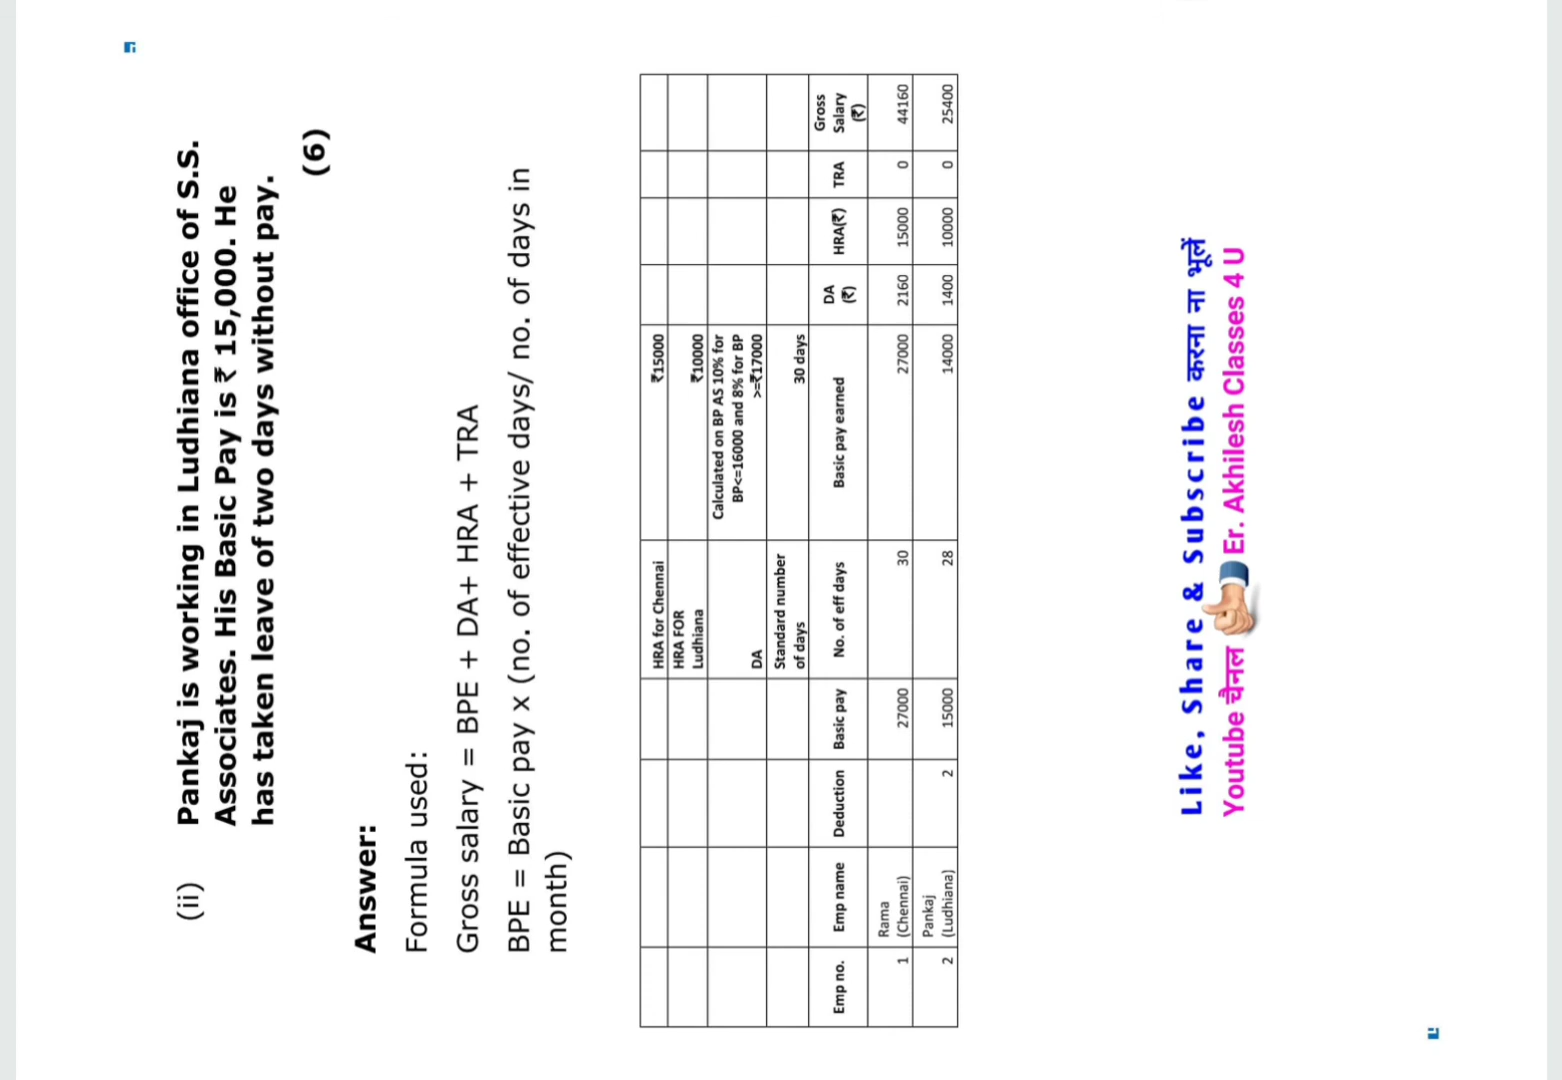 (ii) Pankaj is working in Ludhiana office of S.S.
Associates. His Basic Pay is ₹ 15,000. He
has taken leave of two days without pay.
(6)
Answer:
Formula used:
Gross salary = BPE + DA+ HRA + TRA
BPE = Basic pay x (no. of effective days/ no. of days in
month)
HRA for Chennai ₹15000
HRA FOR
Ludhiana ₹10000
DA Calculated on BP AS 10% for
BP<=16000 and 8% for BP
>=₹17000
Standard number
of days 30 days
Emp no. Emp name Deduction Basic pay No. of eff days Basic pay earned DA
(₹) HRA(₹) TRA Gross
Salary
(₹)
1 Rama
(Chennai) 27000 30 27000 2160 15000 0 44160
2 Pankaj
(Ludhiana) 2 15000 28 14000 1400 10000 0 25400
Like, Share & Subscribe करना ना भूलें
Youtube चैनल Er. Akhilesh Classes 4 U